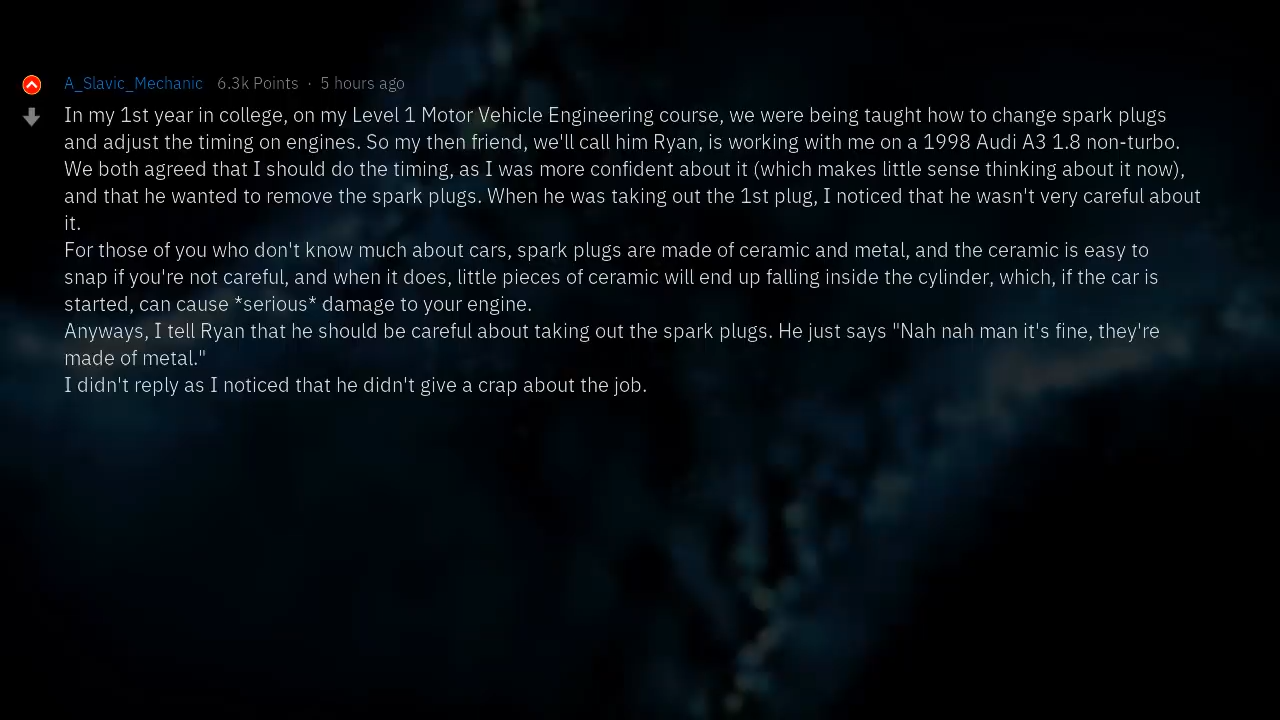 A_Slavic_Mechanic 6.3k Points · 5 hours ago
In my 1st year in college, on my Level 1 Motor Vehicle Engineering course, we were being taught how to change spark plugs
and adjust the timing on engines. So my then friend, we'll call him Ryan, is working with me on a 1998 Audi A3 1.8 non-turbo.
We both agreed that I should do the timing, as I was more confident about it (which makes little sense thinking about it now),
and that he wanted to remove the spark plugs. When he was taking out the 1st plug, I noticed that he wasn't very careful about
it.
For those of you who don't know much about cars, spark plugs are made of ceramic and metal, and the ceramic is easy to
snap if you're not careful, and when it does, little pieces of ceramic will end up falling inside the cylinder, which, if the car is
started, can cause *serious* damage to your engine.
Anyways, I tell Ryan that he should be careful about taking out the spark plugs. He just says "Nah nah man it's fine, they're
made of metal."
I didn't reply as I noticed that he didn't give a crap about the job.